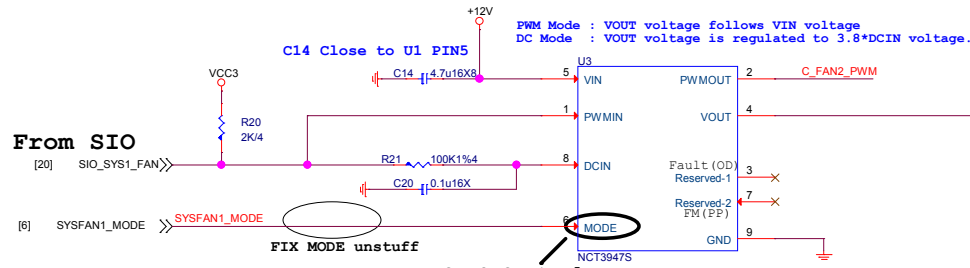 +12V
PWM Mode : VOUT voltage follows VIN voltage
DC Mode : VOUT voltage is regulated to 3.8*DCIN voltage.
C14 Close to U1 PIN5
U3
VCC3
C14 4.7u16X8
5 VIN
PWMOUT 2 C_FAN2_PWM
1 PWMIN
VOUT 4
R20
2K/4
From SIO
[20] SIO_SYS1_FAN
R21 100K1%4
8 DCIN
Fault(OD)
Reserved-1 3
C20 0.1u16X
Reserved-2 7
FM(PP)
[6] SYSFAN1_MODE SYSFAN1_MODE
6 MODE
GND 9
FIX MODE unstuff
NCT3947S